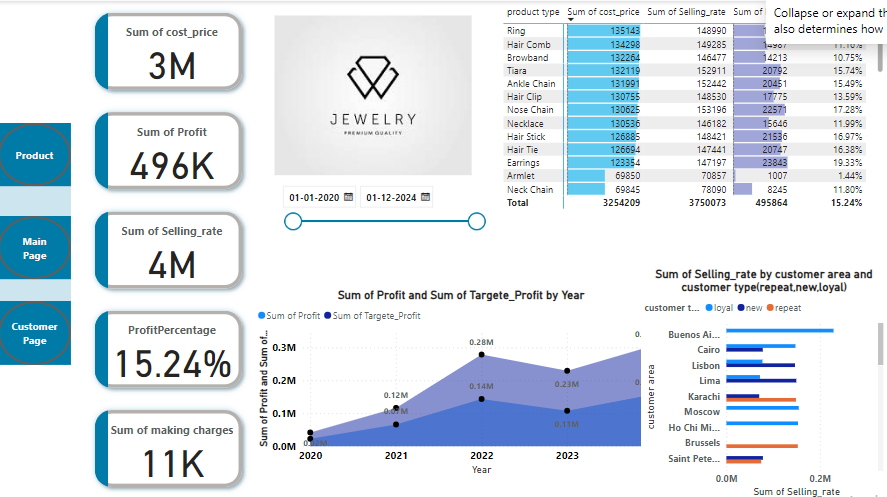 Product
Main
Page
Customer
Page
Sum of cost_price
3M
Sum of Profit
496K
Sum of Selling_rate
4M
ProfitPercentage
15.24%
Sum of making charges
11K
JEWELRY
PREMIUM QUALITY
01-01-2020 01-12-2024
product type Sum of cost_price Sum of Selling_rate Sum of
Collapse or expand th
also determines how
Ring 135143 148990
Hair Comb 134298 149285 14987 11.16%
Browband 132264 146477 14213 10.75%
Tiara 132119 152911 20792 15.74%
Ankle Chain 131991 152442 20451 15.49%
Hair Clip 130755 148530 17775 13.59%
Nose Chain 130625 153196 22571 17.28%
Necklace 130536 146182 15646 11.99%
Hair Stick 126885 148421 21536 16.97%
Hair Tie 126694 147441 20747 16.38%
Earrings 123354 147197 23843 19.33%
Armlet 69850 70857 1007 1.44%
Neck Chain 69845 78090 8245 11.80%
Total 3254209 3750073 495864 15.24%
Sum of Profit and Sum of Targete_Profit by Year
Sum of Profit Sum of Targete_Profit
Sum of Profit and Sum of...
0.3M
0.2M
0.1M
0.0M
0.28M
0.12M
0.23M
0.14M
0.07M
0.11M
0.02M
0.
0.
2020 2021 2022 2023
Year
Sum of Selling_rate by customer area and
customer type(repeat,new,loyal)
customer t... loyal new repeat
customer area
Buenos Ai...
Cairo
Lisbon
Lima
Karachi
Moscow
Ho Chi Mi...
Brussels
Saint Pete...
0.0M 0.2M
Sum of Selling_rate